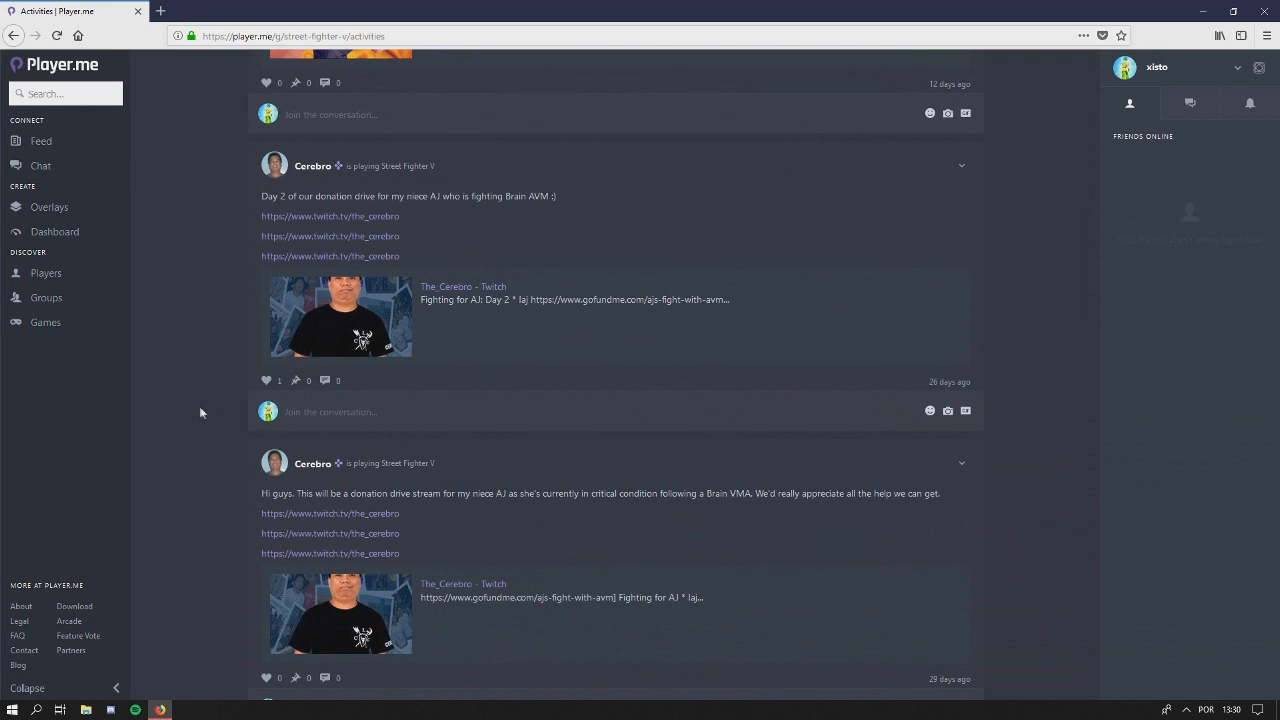 Activities | Player.me
https://player.me/g/street-fighter-v/activities
Player.me
Search...
CONNECT
Feed
Chat
CREATE
Overlays
Dashboard
DISCOVER
Players
Groups
Games
MORE AT PLAYER.ME
About Download
Legal Arcade
FAQ Feature Vote
Contact Partners
Blog
Collapse
0 0 0
12 days ago
Join the conversation...
Cerebro is playing Street Fighter V
Day 2 of our donation drive for my niece AJ who is fighting Brain AVM :)
https://www.twitch.tv/the_cerebro
https://www.twitch.tv/the_cerebro
https://www.twitch.tv/the_cerebro
The_Cerebro - Twitch
Fighting for AJ: Day 2 * !aj https://www.gofundme.com/ajs-fight-with-avm...
1 0 0
26 days ago
Join the conversation...
Cerebro is playing Street Fighter V
Hi guys. This will be a donation drive stream for my niece AJ as she's currently in critical condition following a Brain VMA. We'd really appreciate all the help we can get.
https://www.twitch.tv/the_cerebro
https://www.twitch.tv/the_cerebro
https://www.twitch.tv/the_cerebro
The_Cerebro - Twitch
https://www.gofundme.com/ajs-fight-with-avm] Fighting for AJ * !aj...
0 0 0
29 days ago
xisto
FRIENDS ONLINE
POR 13:30